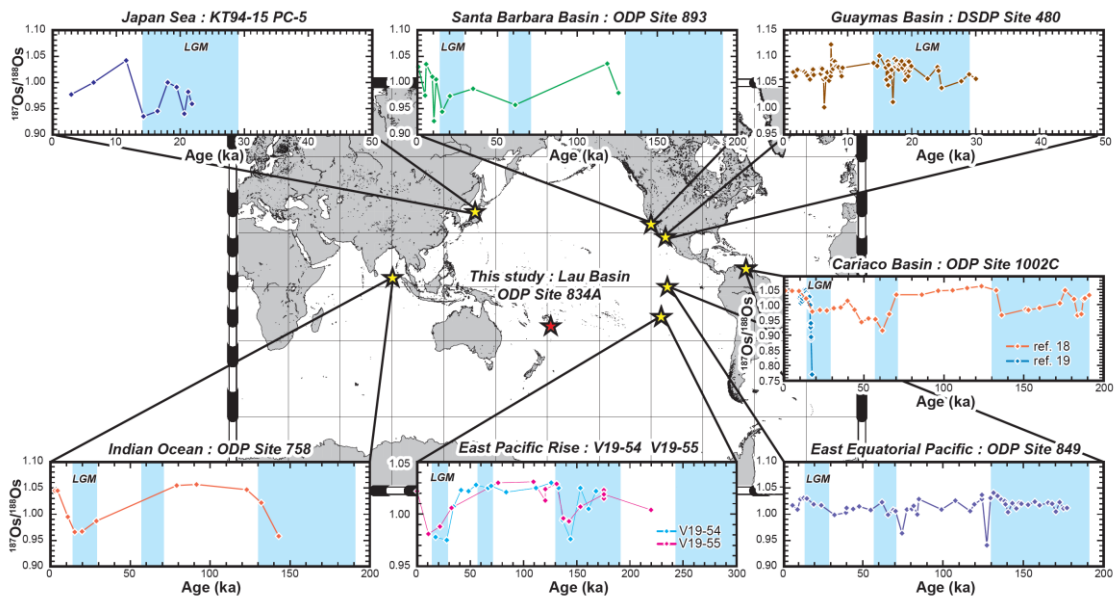 Japan Sea : KT94-15 PC-5
Santa Barbara Basin : ODP Site 893
Guaymas Basin : DSDP Site 480
1.10
1.05
1.00
0.95
0.90
187Os/188Os
LGM
0 10 20 30 40 50
Age (ka)
1.10
1.05
1.00
0.95
0.90
LGM
0 50 100 150 200
Age (ka)
1.15
1.10
1.05
1.00
0.95
LGM
0 10 20 30 40 50
Age (ka)
This study : Lau Basin
ODP Site 834A
Cariaco Basin : ODP Site 1002C
1.05
1.00
0.95
0.90
0.85
0.80
0.75
187Os/188Os
LGM
ref. 18
ref. 19
0 50 100 150 200
Age (ka)
Indian Ocean : ODP Site 758
East Pacific Rise : V19-54 V19-55
East Equatorial Pacific : ODP Site 849
1.10
1.05
1.00
0.95
0.90
187Os/188Os
LGM
0 50 100 150 200
Age (ka)
1.05
1.00
0.95
LGM
V19-54
V19-55
0 50 100 150 200 250 300
Age (ka)
1.10
1.05
1.00
0.95
0.90
LGM
0 50 100 150 200
Age (ka)